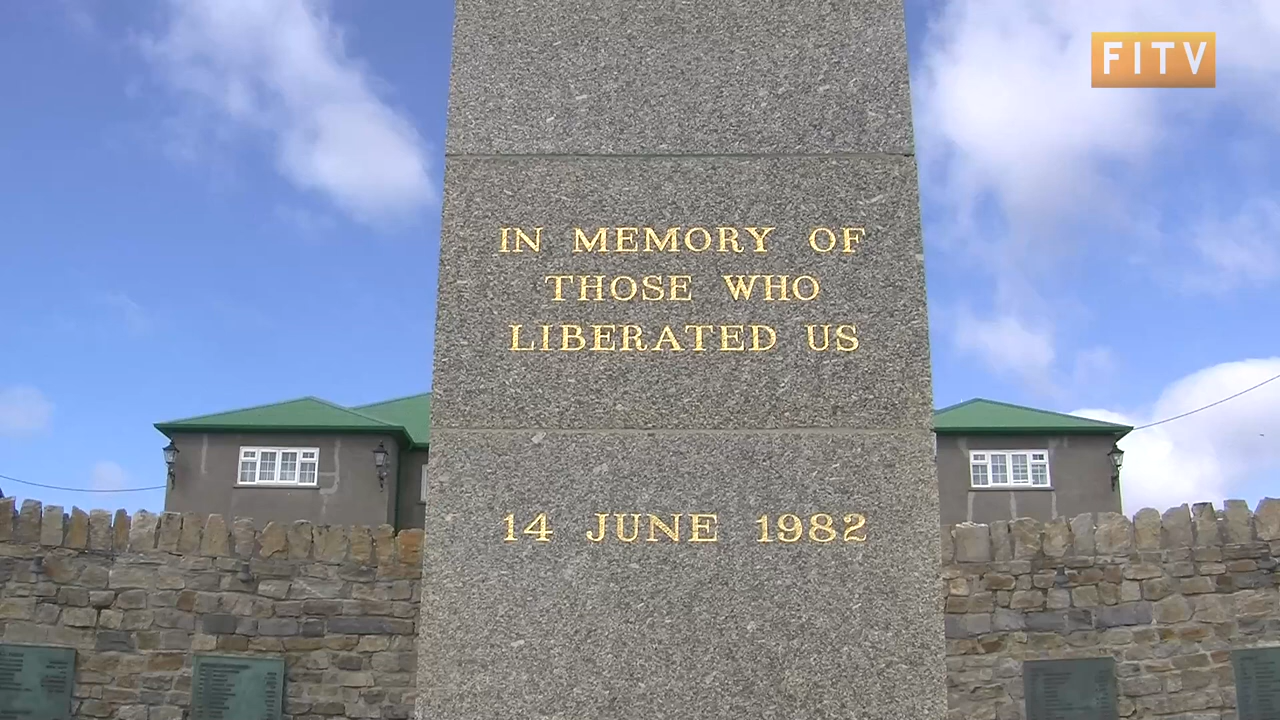 FITV
IN MEMORY OF
THOSE WHO
LIBERATED US
14 JUNE 1982